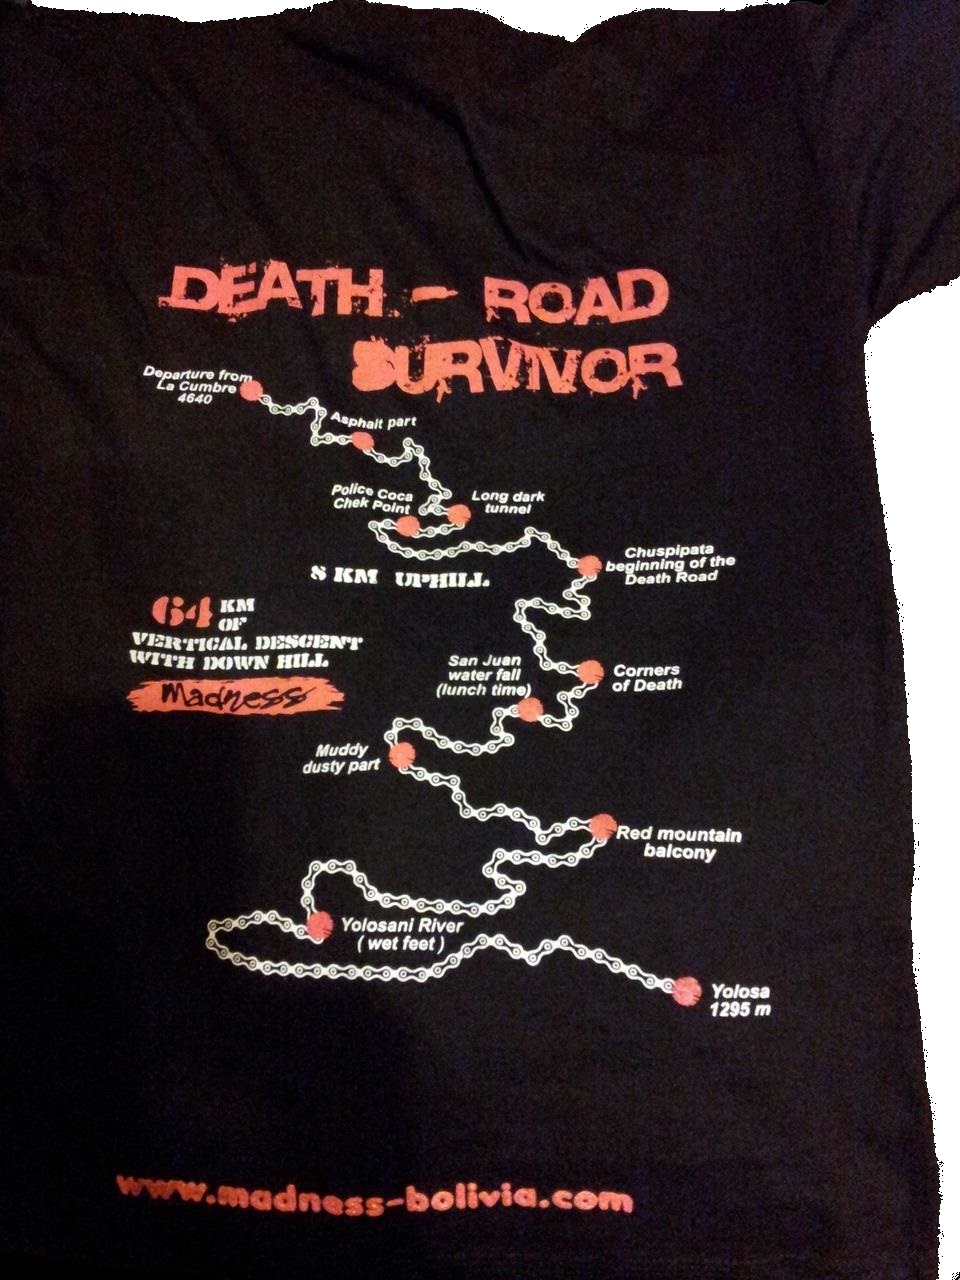 DEATH - ROAD
SURVIVOR
Departure from
La Cumbre
4640
Asphalt part
Police Coca
Chek Point
Long dark
tunnel
8 KM UPHILL
Chuspipata
beginning of the
Death Road
64 KM
OF
VERTICAL DESCENT
WITH DOWN HILL
Madness
San Juan
water fall
(lunch time)
Corners
of Death
Muddy
dusty part
Red mountain
balcony
Yolosani River
( wet feet )
Yolosa
1295 m
www.madness-bolivia.com